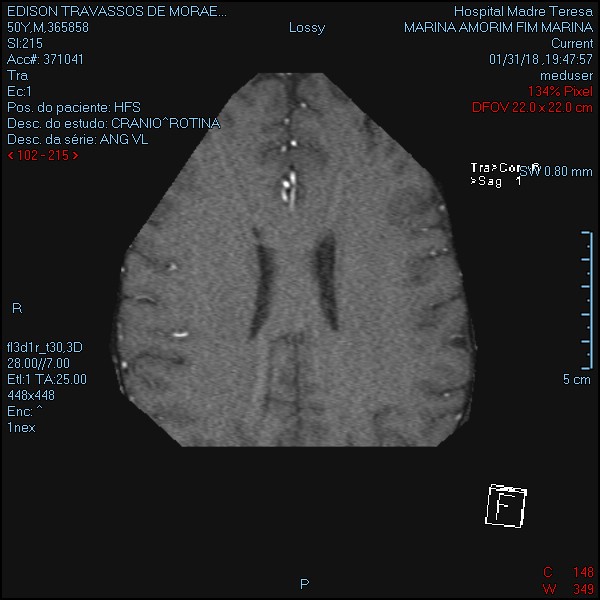 EDISON TRAVASSOS DE MORAE...
50Y,M,365858
Sl:215
Acc#: 371041
Tra
Ec:1
Pos. do paciente: HFS
Desc. do estudo: CRANIO^ROTINA
Desc. da série: ANG VL
< 102 - 215 >
Lossy
Hospital Madre Teresa
MARINA AMORIM FIM MARINA
Current
01/31/18 ,19:47:57
meduser
134% Pixel
DFOV 22.0 x 22.0 cm
Tra>Cor
SW 0.80 mm
>Sag 1
R
fl3d1r_t30,3D
28.00//7.00
Etl:1 TA:25.00
448x448
Enc: ^
1nex
5 cm
F
P
C 148
W 349